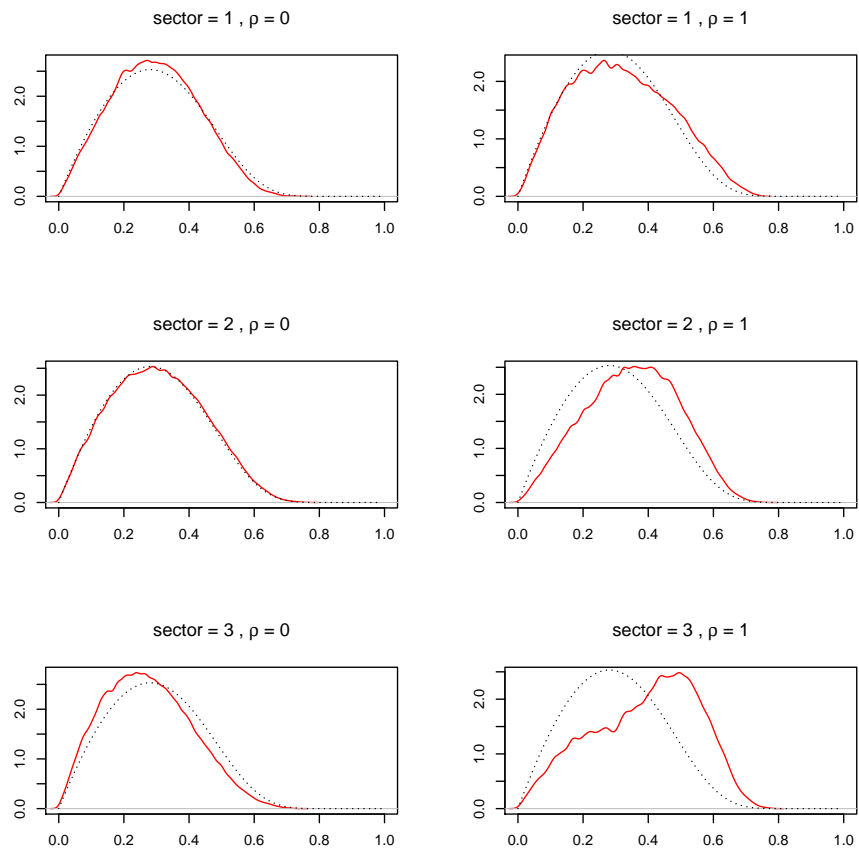 sector = 1 , ρ = 0
0.0 1.0 2.0
0.0 0.2 0.4 0.6 0.8 1.0
sector = 1 , ρ = 1
0.0 1.0 2.0
0.0 0.2 0.4 0.6 0.8 1.0
sector = 2 , ρ = 0
0.0 1.0 2.0
0.0 0.2 0.4 0.6 0.8 1.0
sector = 2 , ρ = 1
0.0 1.0 2.0
0.0 0.2 0.4 0.6 0.8 1.0
sector = 3 , ρ = 0
0.0 1.0 2.0
0.0 0.2 0.4 0.6 0.8 1.0
sector = 3 , ρ = 1
0.0 1.0 2.0
0.0 0.2 0.4 0.6 0.8 1.0